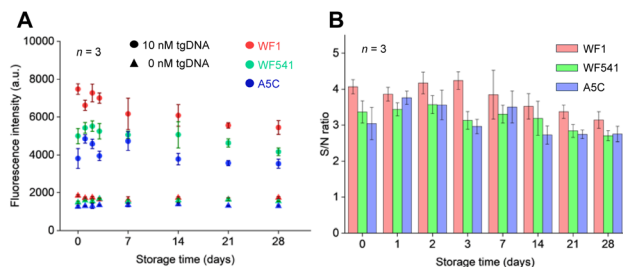 A
n = 3
10 nM tgDNA
0 nM tgDNA
WF1
WF541
A5C
Fluorescence intensity (a.u.)
10000
8000
6000
4000
2000
0
0 7 14 21 28
Storage time (days)
B
n = 3
WF1
WF541
A5C
S/N ratio
5
4
3
2
1
0
0 1 2 3 7 14 21 28
Storage time (days)